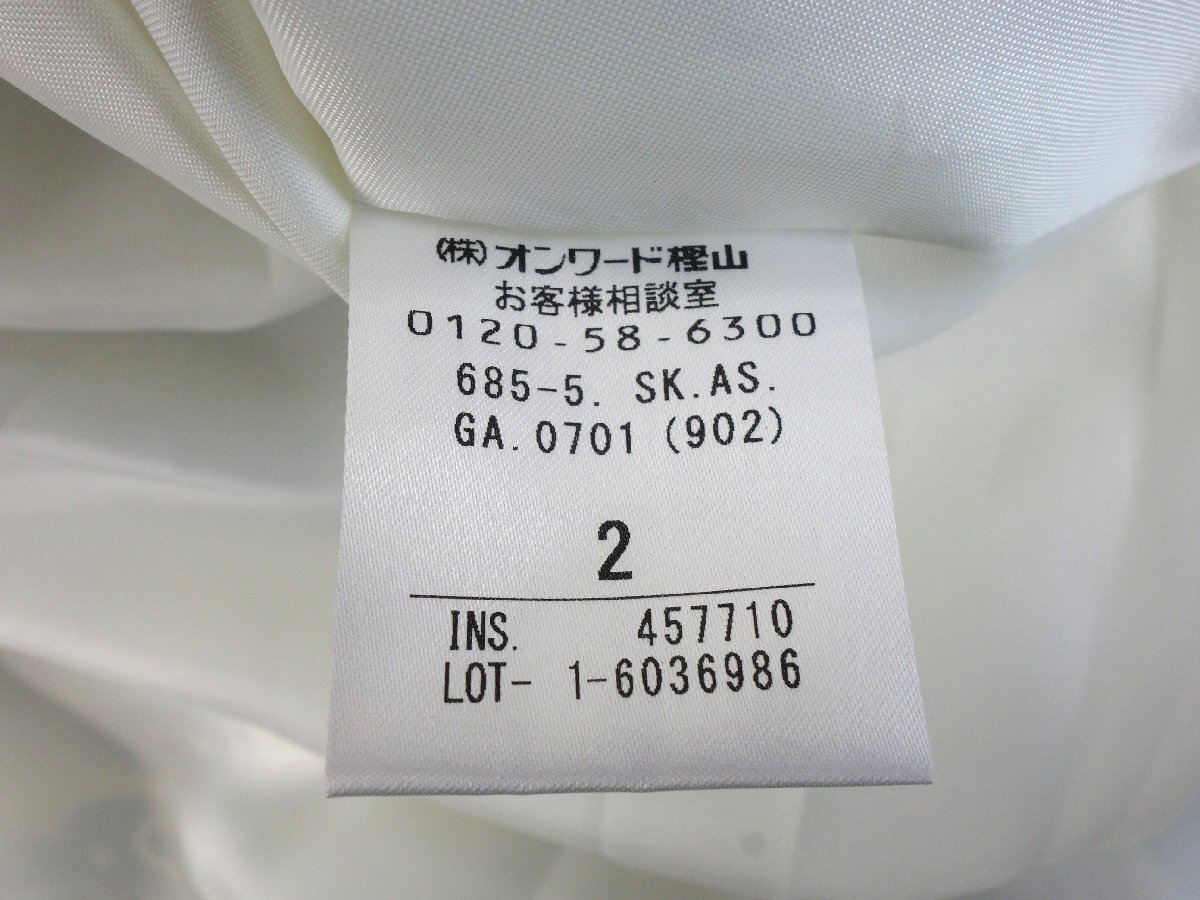 (株)オンワード樫山
お客様相談室
0120-58-6300
685-5. SK.AS.
GA.0701 (902)
2
INS. 457710
LOT- 1-6036986